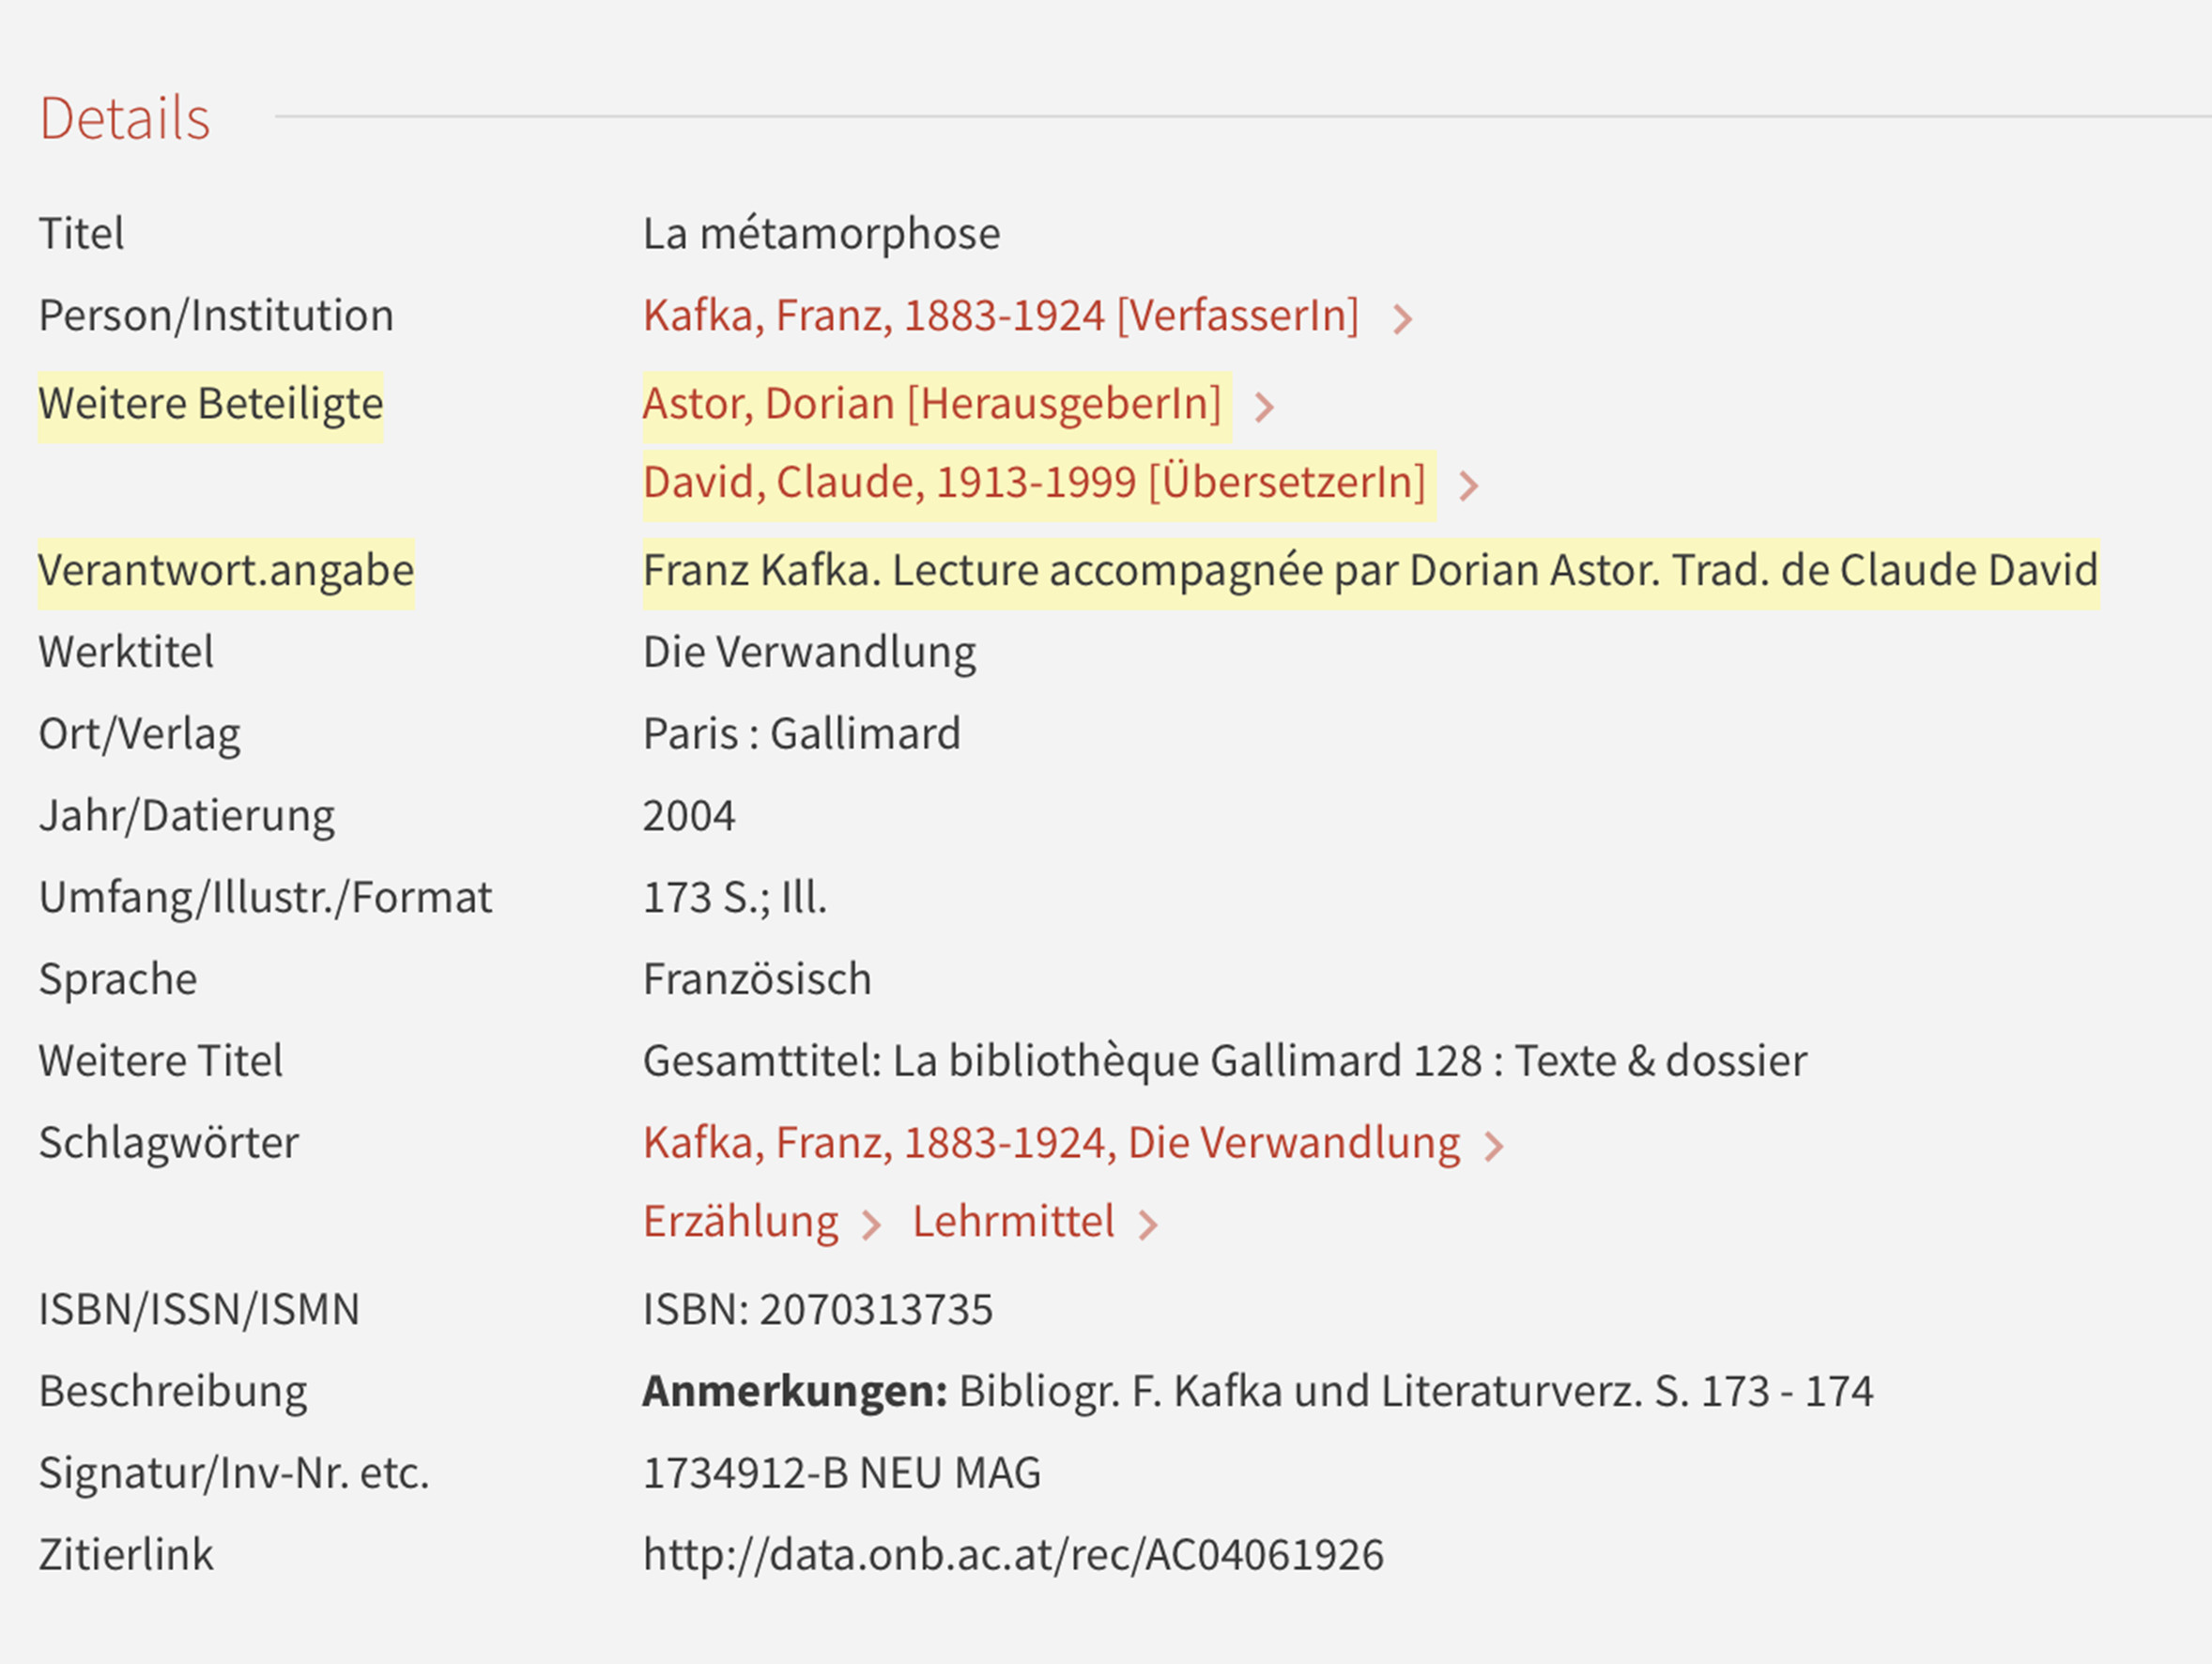 Details
Titel La métamorphose
Person/Institution Kafka, Franz, 1883-1924 [VerfasserIn]
Weitere Beteiligte Astor, Dorian [HerausgeberIn]
David, Claude, 1913-1999 [ÜbersetzerIn]
Verantwort.angabe Franz Kafka. Lecture accompagnée par Dorian Astor. Trad. de Claude David
Werktitel Die Verwandlung
Ort/Verlag Paris : Gallimard
Jahr/Datierung 2004
Umfang/Illustr./Format 173 S.; Ill.
Sprache Französisch
Weitere Titel Gesamttitel: La bibliothèque Gallimard 128 : Texte & dossier
Schlagwörter Kafka, Franz, 1883-1924, Die Verwandlung
Erzählung Lehrmittel
ISBN/ISSN/ISMN ISBN: 2070313735
Beschreibung Anmerkungen: Bibliogr. F. Kafka und Literaturverz. S. 173 - 174
Signatur/Inv-Nr. etc. 1734912-B NEU MAG
Zitierlink http://data.onb.ac.at/rec/AC04061926